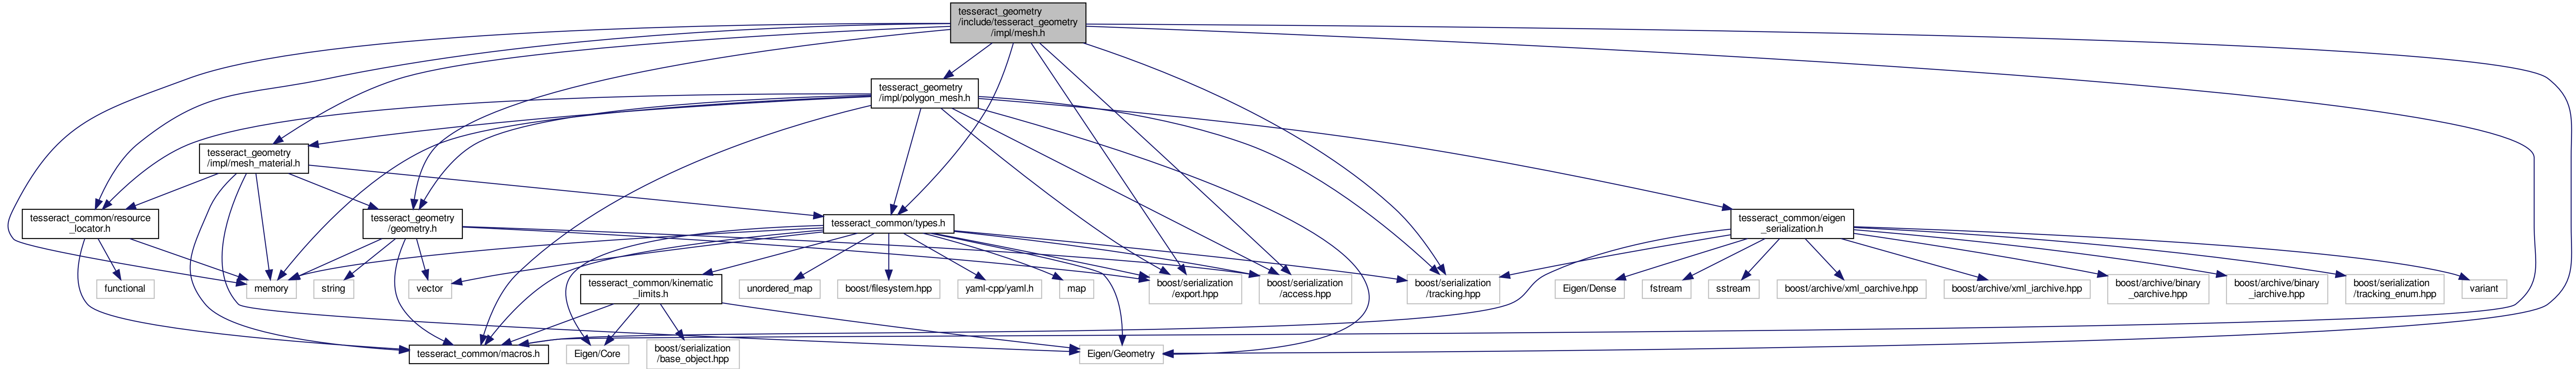 tesseract_geometry
/include/tesseract_geometry
/impl/mesh.h
tesseract_geometry
/impl/polygon_mesh.h
tesseract_geometry
/impl/mesh_material.h
tesseract_common/resource
_locator.h
tesseract_geometry
/geometry.h
tesseract_common/types.h
tesseract_common/eigen
_serialization.h
functional
memory
string
vector
tesseract_common/kinematic
_limits.h
unordered_map
boost/filesystem.hpp
yaml-cpp/yaml.h
map
boost/serialization
/export.hpp
boost/serialization
/access.hpp
boost/serialization
/tracking.hpp
Eigen/Dense
fstream
sstream
boost/archive/xml_oarchive.hpp
boost/archive/xml_iarchive.hpp
boost/archive/binary
_oarchive.hpp
boost/archive/binary
_iarchive.hpp
boost/serialization
/tracking_enum.hpp
variant
tesseract_common/macros.h
Eigen/Core
boost/serialization
/base_object.hpp
Eigen/Geometry